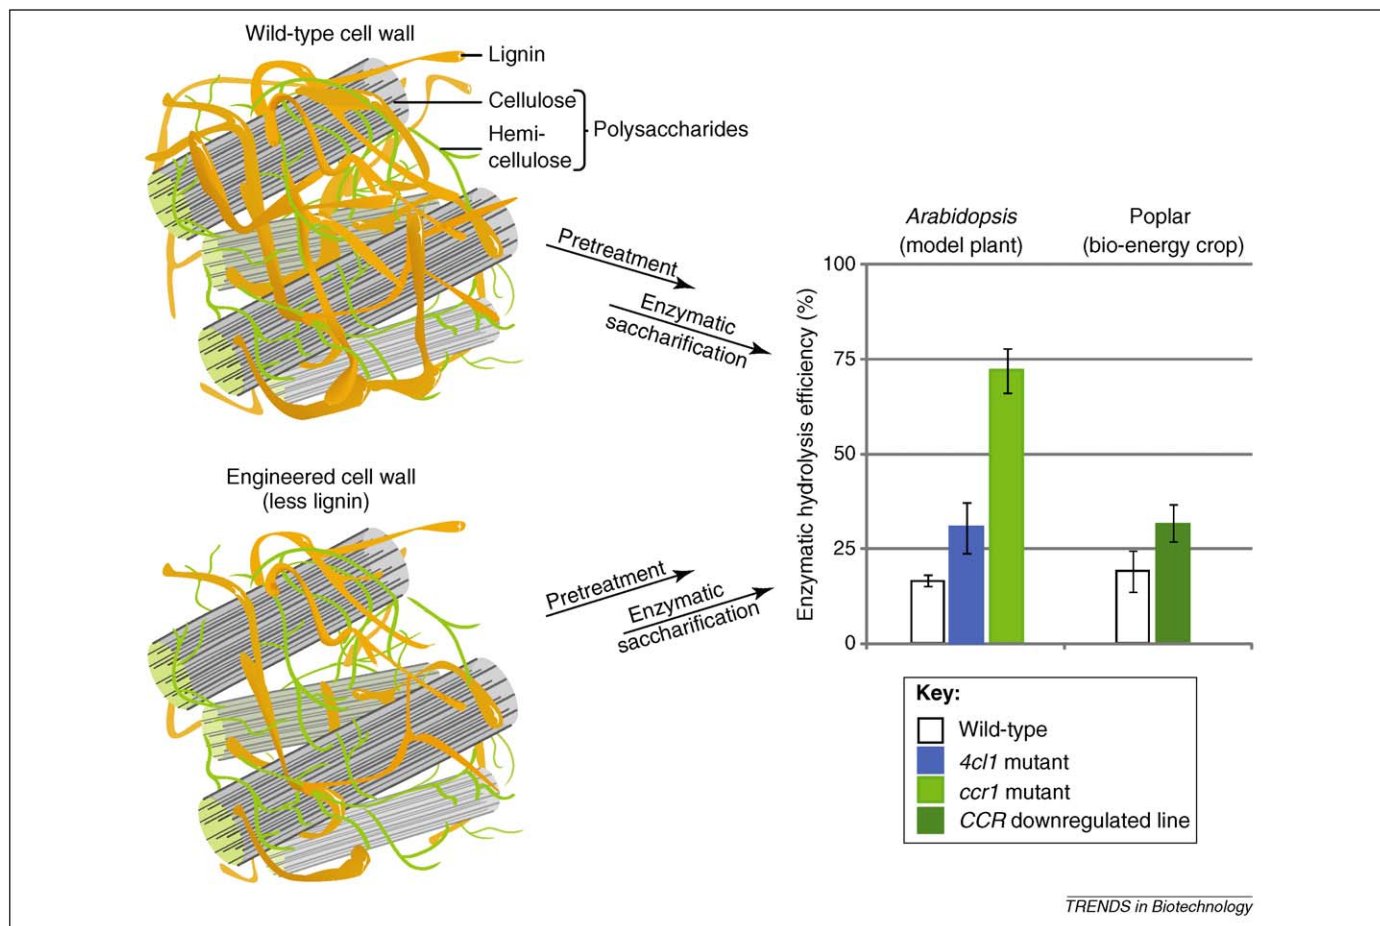 Wild-type cell wall
Lignin
Cellulose
Hemi-
cellulose
Polysaccharides
Pretreatment
Enzymatic
saccharification
Engineered cell wall
(less lignin)
Pretreatment
Enzymatic
saccharification
Arabidopsis
(model plant)
Poplar
(bio-energy crop)
Enzymatic hydrolysis efficiency (%)
100
75
50
25
0
Key:
Wild-type
4cl1 mutant
ccr1 mutant
CCR downregulated line
TRENDS in Biotechnology